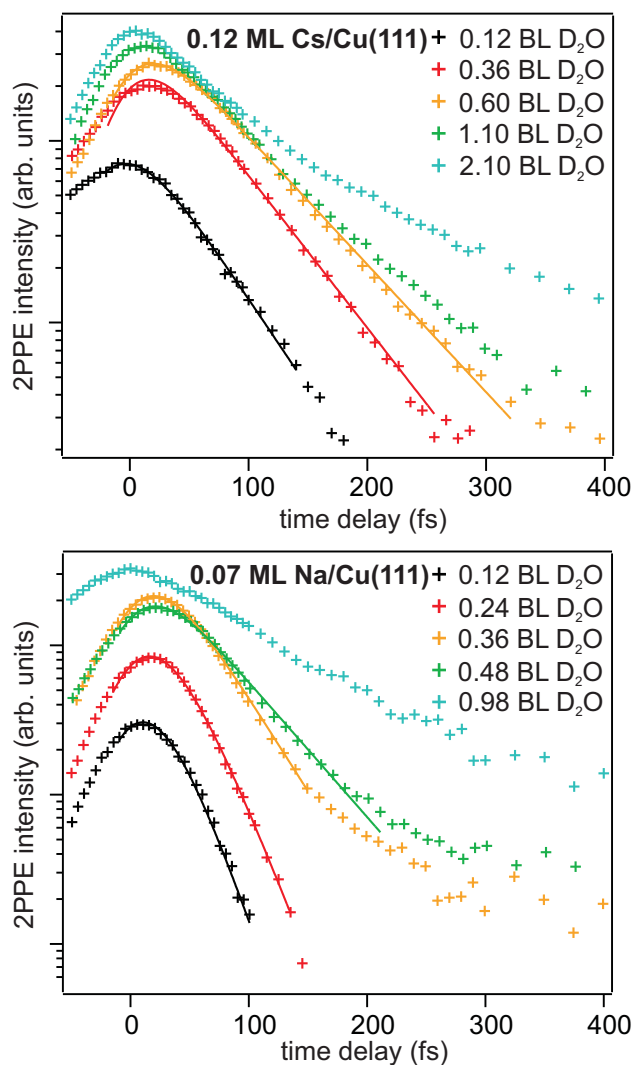 0.12 ML Cs/Cu(111)
+ 0.12 BL D₂O
+ 0.36 BL D₂O
+ 0.60 BL D₂O
+ 1.10 BL D₂O
+ 2.10 BL D₂O
2PPE intensity (arb. units)
0 100 200 300 400
time delay (fs)
0.07 ML Na/Cu(111)
+ 0.12 BL D₂O
+ 0.24 BL D₂O
+ 0.36 BL D₂O
+ 0.48 BL D₂O
+ 0.98 BL D₂O
2PPE intensity (arb. units)
0 100 200 300 400
time delay (fs)